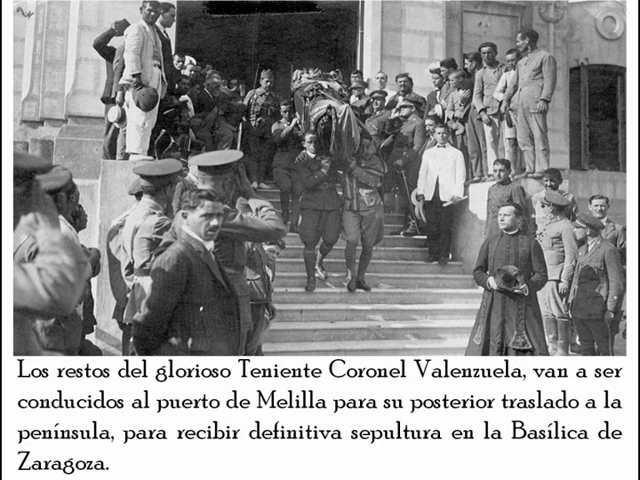 Los restos del glorioso Teniente Coronel Valenzuela, van a ser
conducidos al puerto de Melilla para su posterior traslado a la
península, para recibir definitiva sepultura en la Basílica de
Zaragoza.